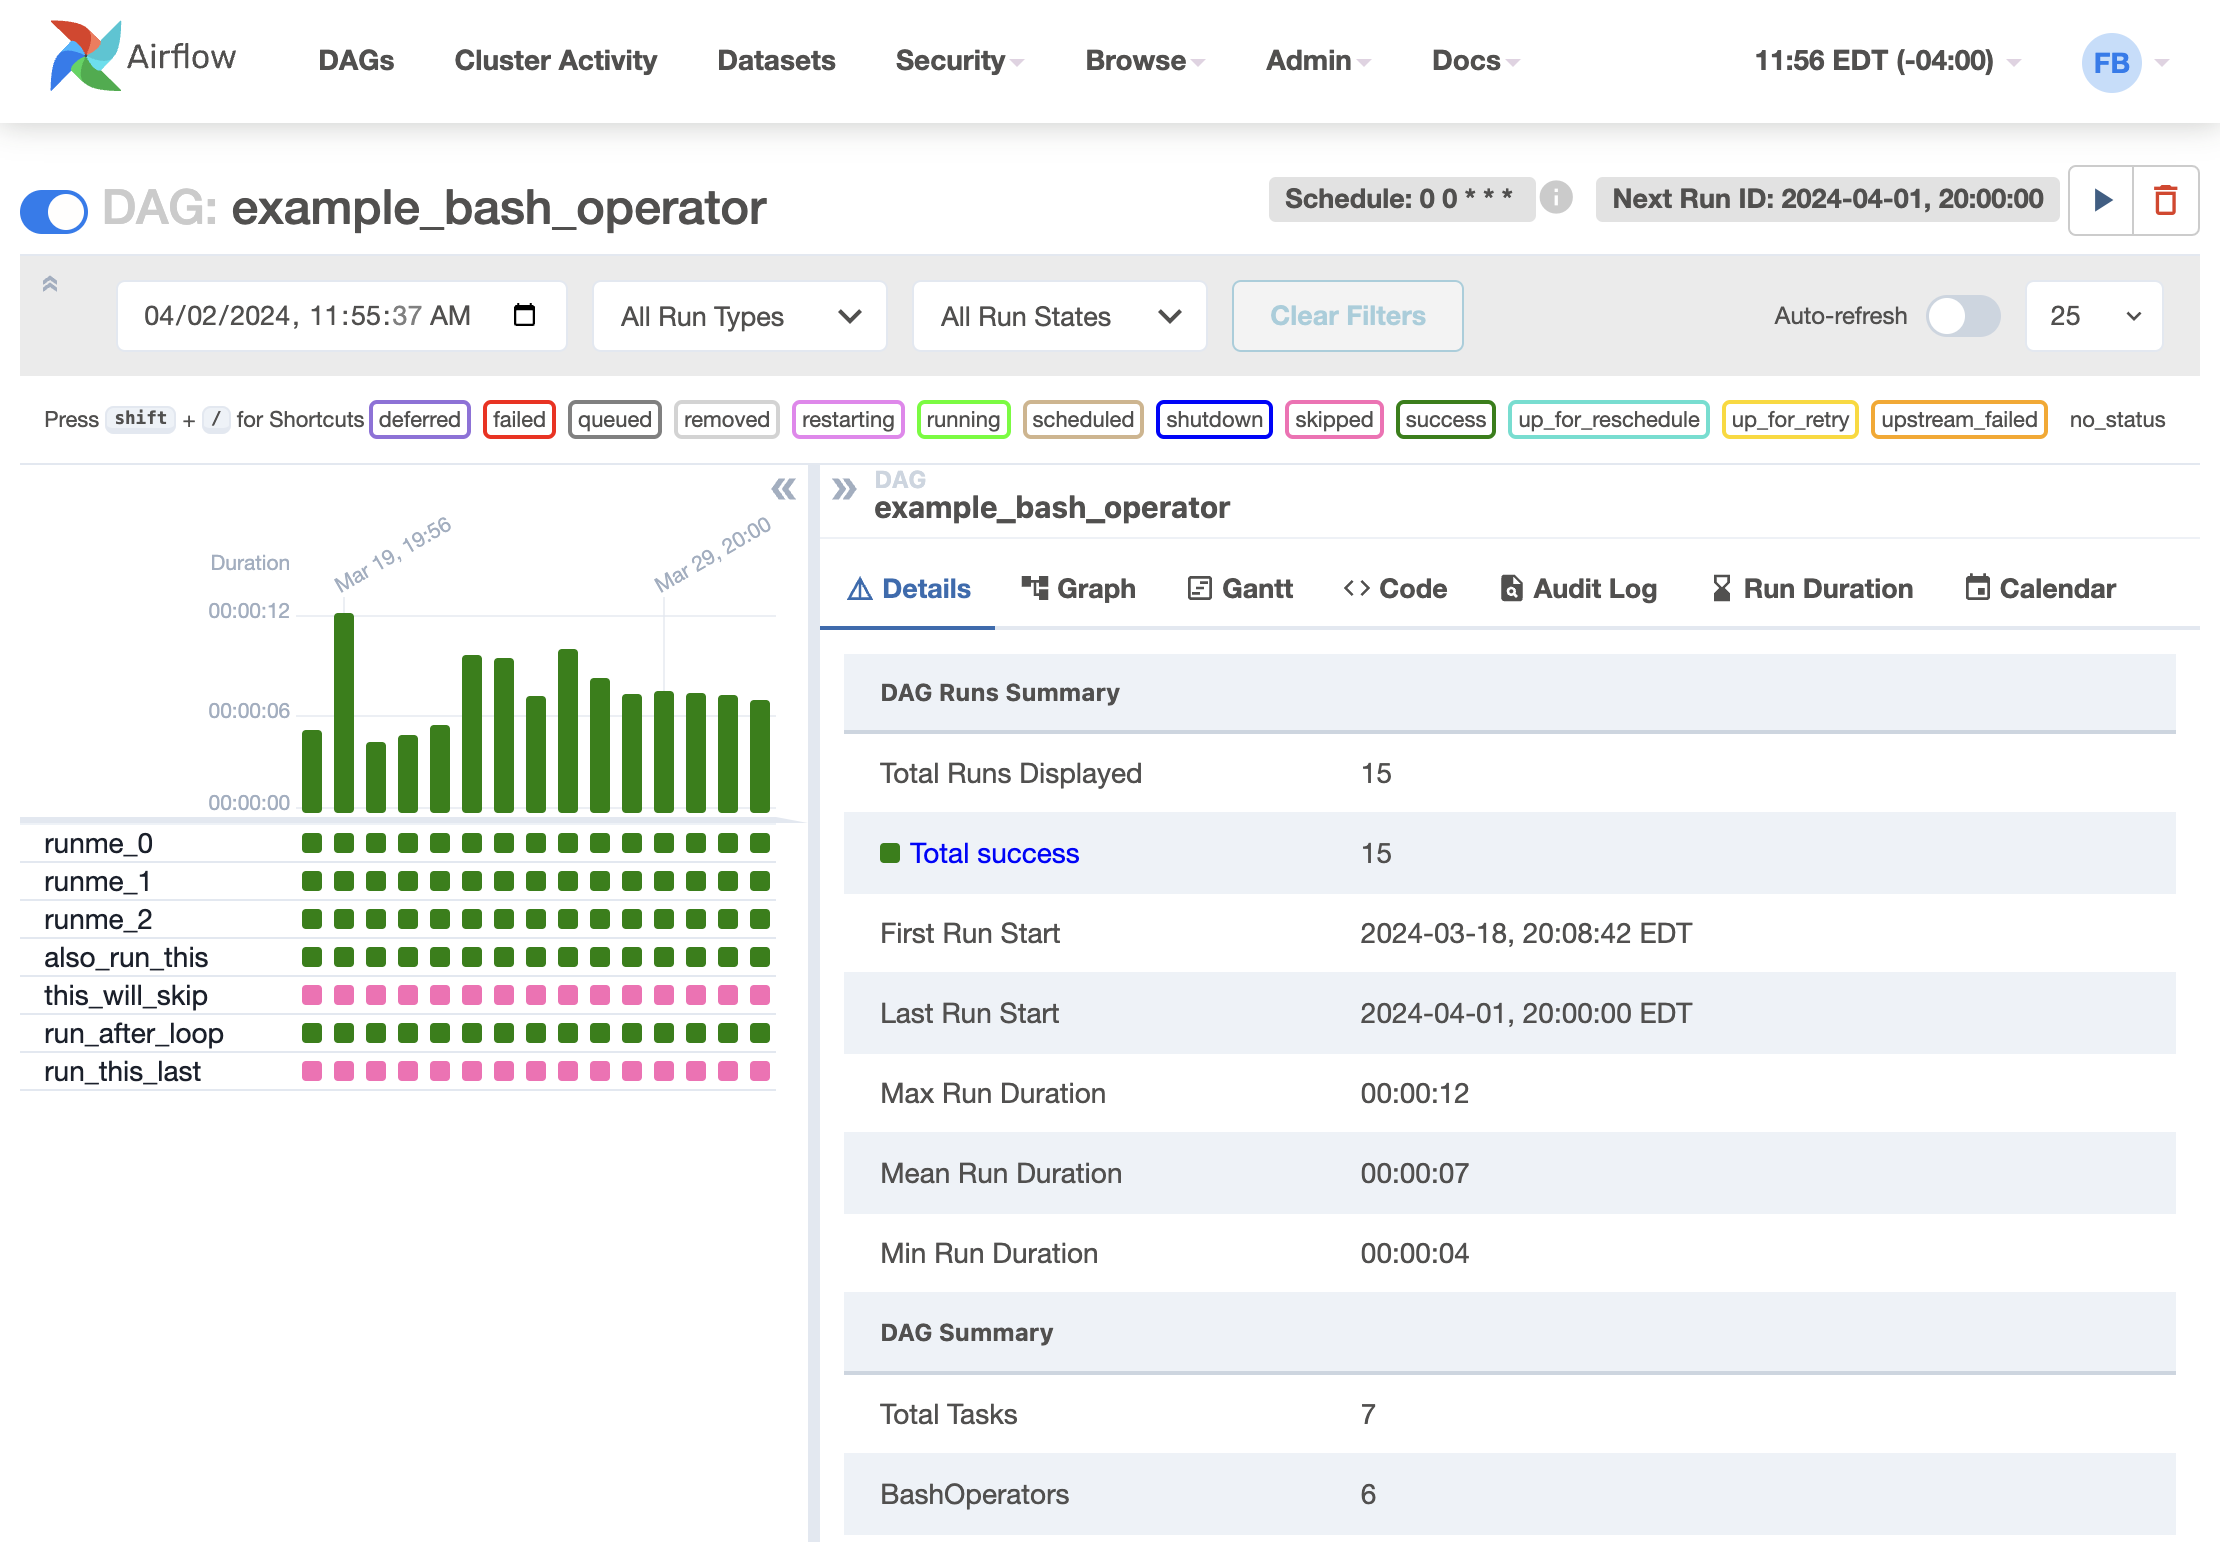 Airflow DAGs Cluster Activity Datasets Security Browse Admin Docs 11:56 EDT (-04:00) FB
DAG: example_bash_operator Schedule: 0 0 * * * i Next Run ID: 2024-04-01, 20:00:00
04/02/2024, 11:55:37 AM All Run Types All Run States Clear Filters Auto-refresh 25
Press shift + / for Shortcuts deferred failed queued removed restarting running scheduled shutdown skipped success up_for_reschedule up_for_retry upstream_failed no_status
Duration
Mar 19, 19:56
Mar 29, 20:00
00:00:12
00:00:06
00:00:00
runme_0
runme_1
runme_2
also_run_this
this_will_skip
run_after_loop
run_this_last
DAG
example_bash_operator
Details Graph Gantt Code Audit Log Run Duration Calendar
DAG Runs Summary
Total Runs Displayed 15
Total success 15
First Run Start 2024-03-18, 20:08:42 EDT
Last Run Start 2024-04-01, 20:00:00 EDT
Max Run Duration 00:00:12
Mean Run Duration 00:00:07
Min Run Duration 00:00:04
DAG Summary
Total Tasks 7
BashOperators 6